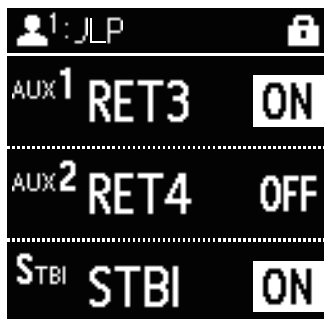 1: JLP
AUX1 RET3 ON
AUX2 RET4 OFF
STBI STBI ON